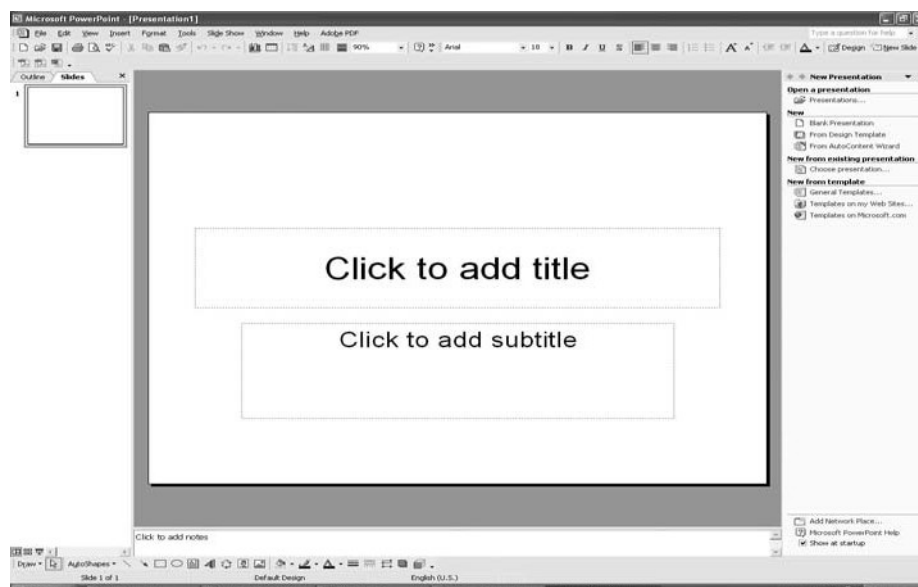 Microsoft PowerPoint - [Presentation1]
File Edit View Insert Format Tools Slide Show Window Help Adobe PDF
Type a question for help
90% Arial 18 B I U S A A A Design New Slide
Outline Slides
1
New Presentation
Open a presentation
Presentations...
New
Blank Presentation
From Design Template
From AutoContent Wizard
New from existing presentation
Choose presentation...
New from template
General Templates...
Templates on my Web Sites...
Templates on Microsoft.com
Click to add title
Click to add subtitle
Add Network Place...
Microsoft PowerPoint Help
Show at startup
Click to add notes
Draw AutoShapes A
Slide 1 of 1 Default Design English (U.S.)